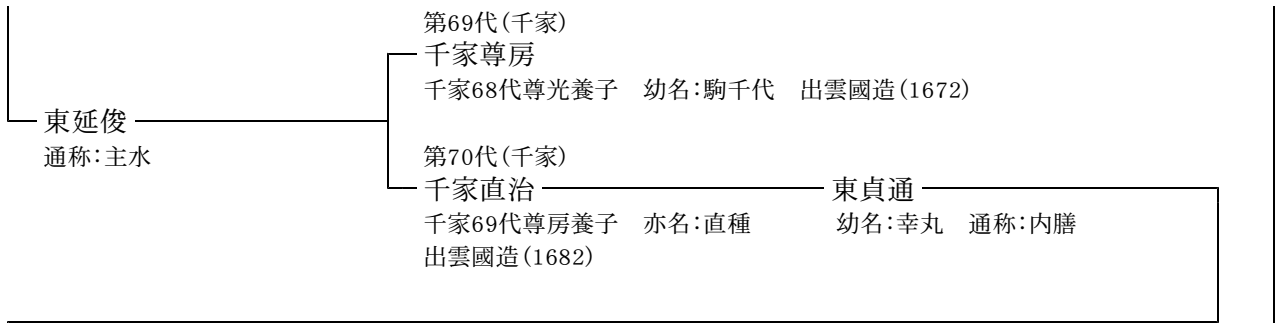 第69代(千家)
千家尊房
千家68代尊光養子　幼名:駒千代　出雲國造(1672)
東延俊
通称:主水
第70代(千家)
千家直治
千家69代尊房養子　亦名:直種
出雲國造(1682)
東貞通
幼名:幸丸　通称:内膳